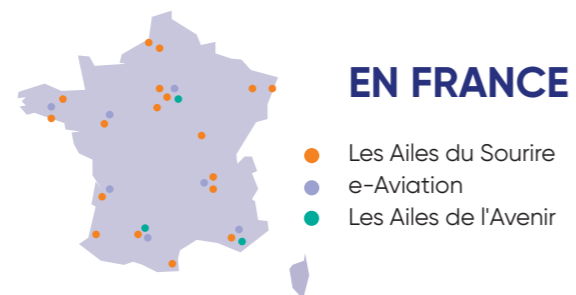 EN FRANCE
Les Ailes du Sourire
e-Aviation
Les Ailes de l'Avenir